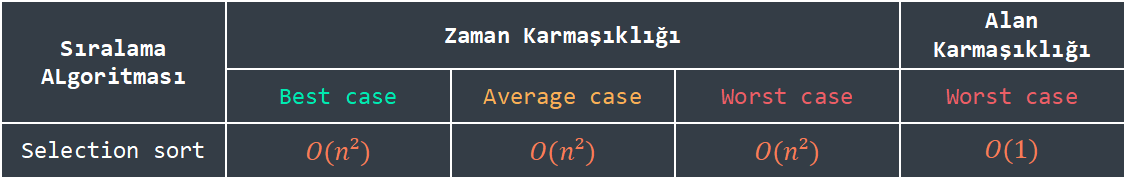 Sıralama
ALgoritması
Zaman Karmaşıklığı
Alan
Karmaşıklığı
Best case
Average case
Worst case
Worst case
Selection sort
O(n²)
O(n²)
O(n²)
O(1)